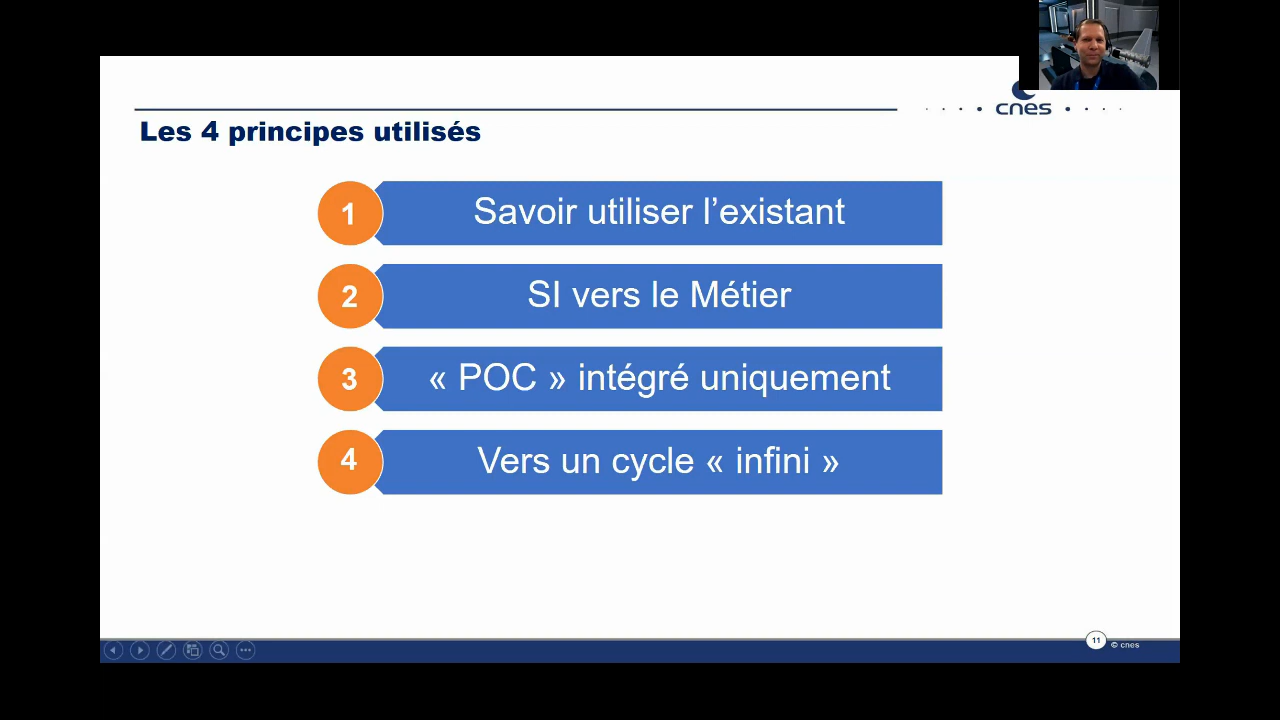 cnes
Les 4 principes utilisés
1 Savoir utiliser l’existant
2 SI vers le Métier
3 « POC » intégré uniquement
4 Vers un cycle « infini »
11
© cnes